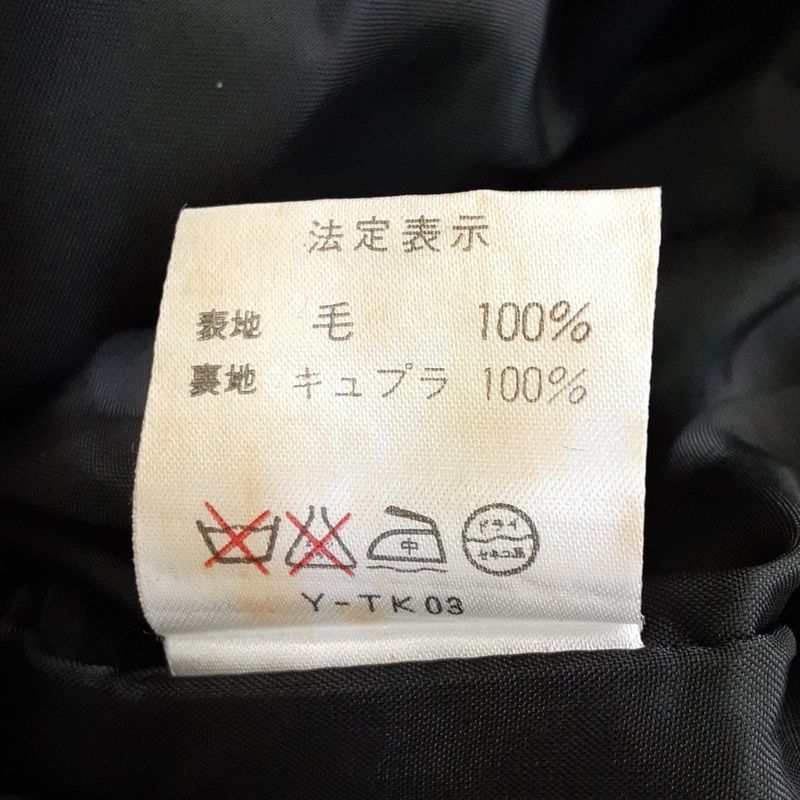 法定表示
表地 毛 100%
裏地 キュプラ 100%
中 ドライ
セキユ系
Y-TK03